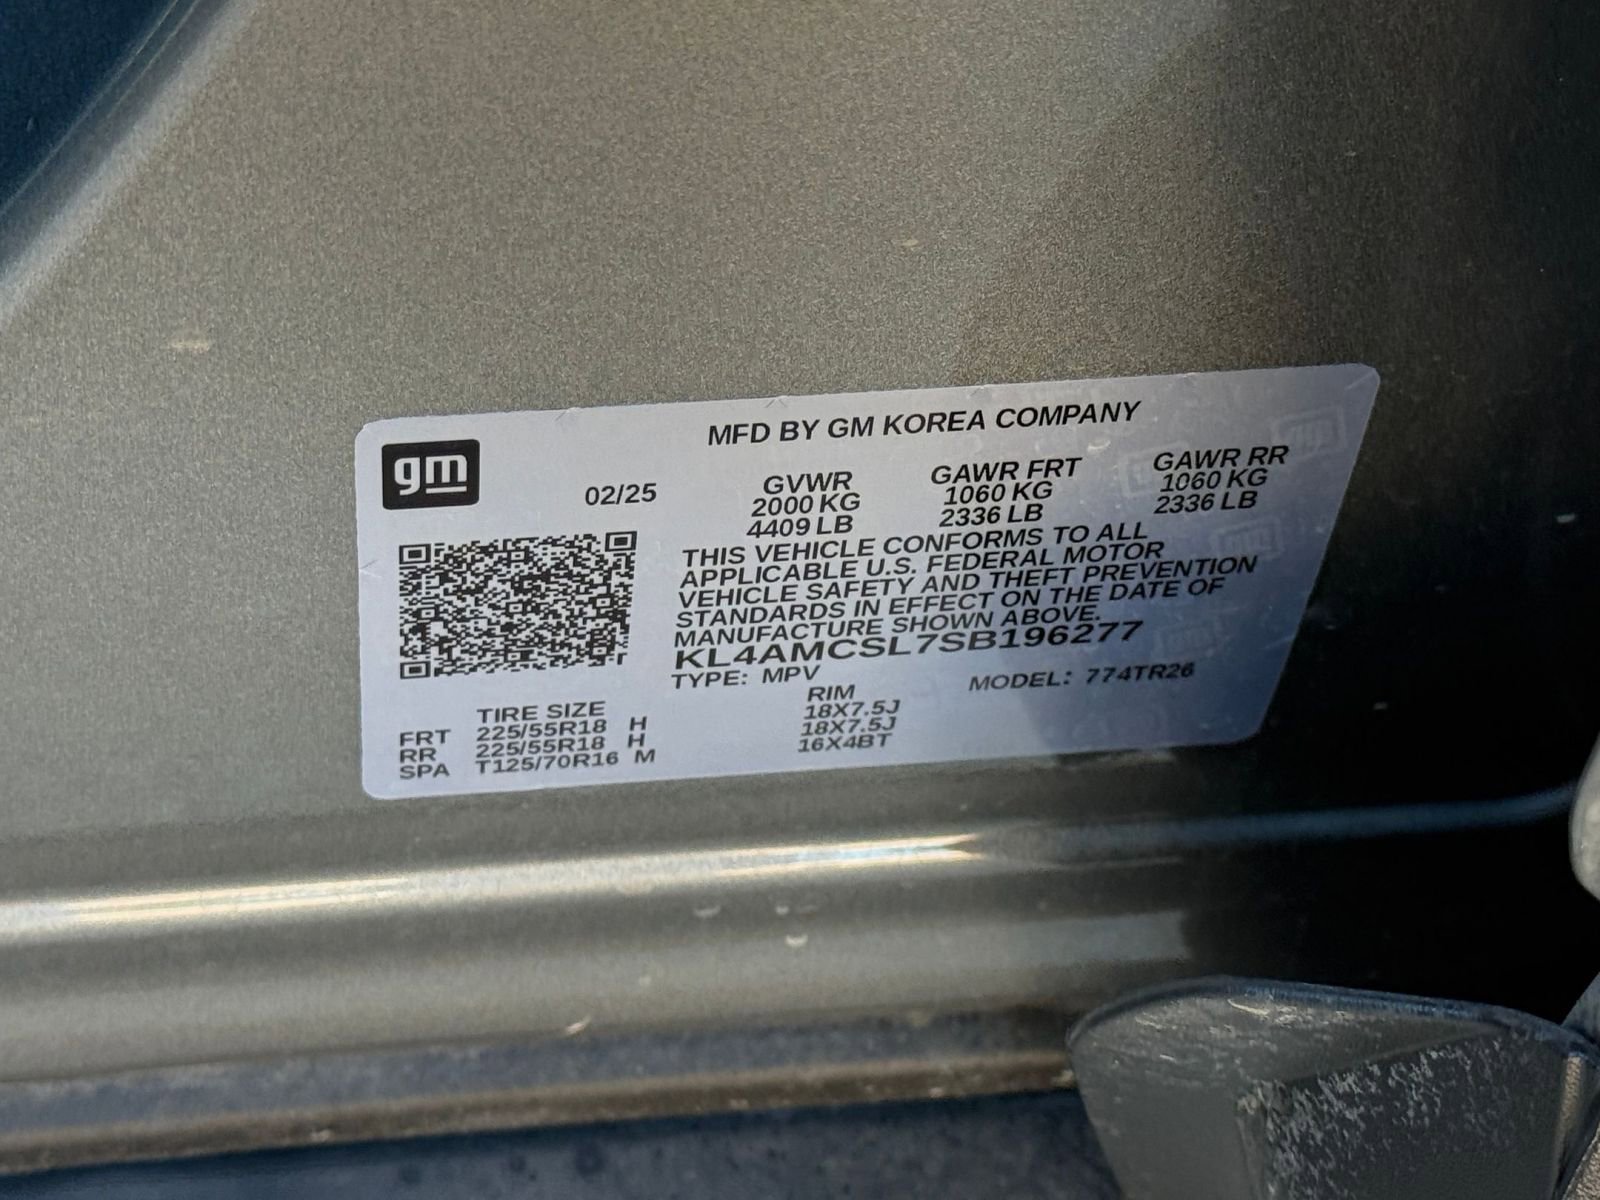 gm
MFD BY GM KOREA COMPANY
02/25
GVWR GAWR FRT GAWR RR
2000 KG 1060 KG 1060 KG
4409 LB 2336 LB 2336 LB
THIS VEHICLE CONFORMS TO ALL
APPLICABLE U.S. FEDERAL MOTOR
VEHICLE SAFETY AND THEFT PREVENTION
STANDARDS IN EFFECT ON THE DATE OF
MANUFACTURE SHOWN ABOVE.
KL4AMCSL7SB196277
TYPE: MPV MODEL: 774TR26
TIRE SIZE RIM
FRT 225/55R18 H 18X7.5J
RR 225/55R18 H 18X7.5J
SPA T125/70R16 M 16X4BT